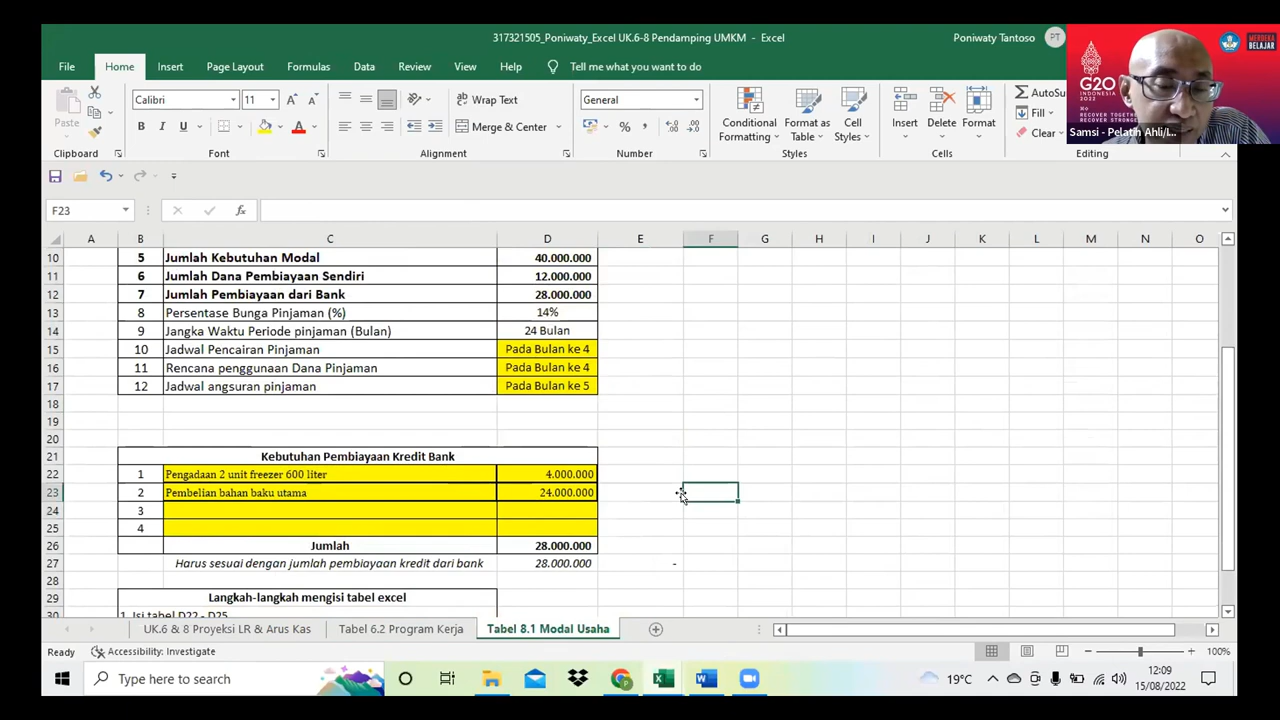 317321505_Poniwaty_Excel UK.6-8 Pendamping UMKM - Excel
Poniwaty Tantoso
PT
File Home Insert Page Layout Formulas Data Review View Help Tell me what you want to do
Paste
Calibri 11
B I U
Wrap Text
Merge & Center
General
Conditional Formatting
Format as Table
Cell Styles
Insert Delete Format
AutoSu
Fill
Clear
Clipboard Font Alignment Number Styles Cells Editing
G20
INDONESIA
2022
RECOVER TOGETHER
RECOVER STRONGER
MERDEKA
BELAJAR
Samsi - Pelatih Ahli/I...
F23
fx
A B C D E F G H I J K L M N O
10 5 Jumlah Kebutuhan Modal 40.000.000
11 6 Jumlah Dana Pembiayaan Sendiri 12.000.000
12 7 Jumlah Pembiayaan dari Bank 28.000.000
13 8 Persentase Bunga Pinjaman (%) 14%
14 9 Jangka Waktu Periode pinjaman (Bulan) 24 Bulan
15 10 Jadwal Pencairan Pinjaman Pada Bulan ke 4
16 11 Rencana penggunaan Dana Pinjaman Pada Bulan ke 4
17 12 Jadwal angsuran pinjaman Pada Bulan ke 5
18
19
20
21 Kebutuhan Pembiayaan Kredit Bank
22 1 Pengadaan 2 unit freezer 600 liter 4.000.000
23 2 Pembelian bahan baku utama 24.000.000
24 3
25 4
26 Jumlah 28.000.000
27 Harus sesuai dengan jumlah pembiayaan kredit dari bank 28.000.000 -
28
29 Langkah-langkah mengisi tabel excel
30 1. Isi tabel D22 - D25
UK.6 & 8 Proyeksi LR & Arus Kas Tabel 6.2 Program Kerja Tabel 8.1 Modal Usaha
Ready Accessibility: Investigate 100%
Type here to search
19°C
12:09
15/08/2022